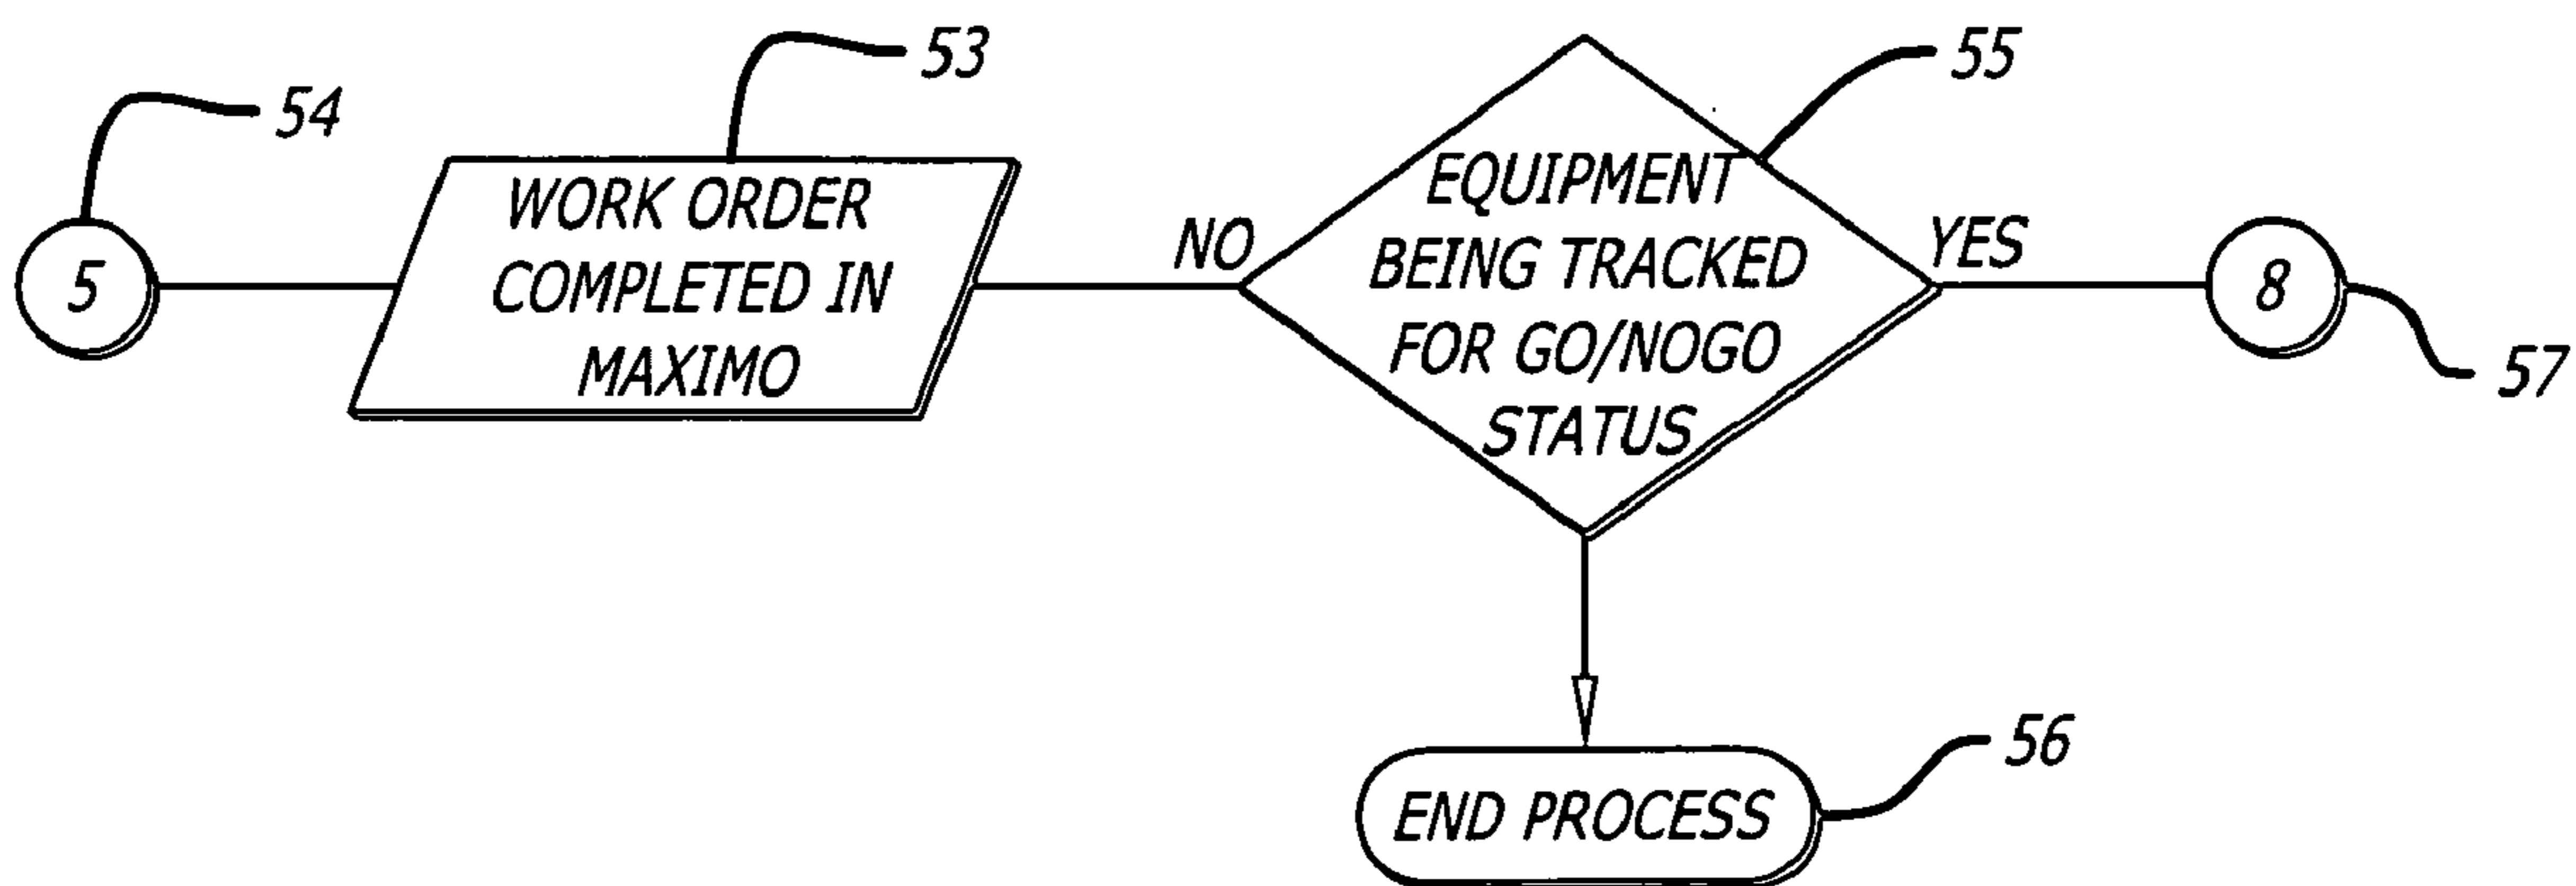 54
5
53
WORK ORDER
COMPLETED IN
MAXIMO
NO
55
EQUIPMENT
BEING TRACKED
FOR GO/NOGO
STATUS
YES
8
57
END PROCESS
56